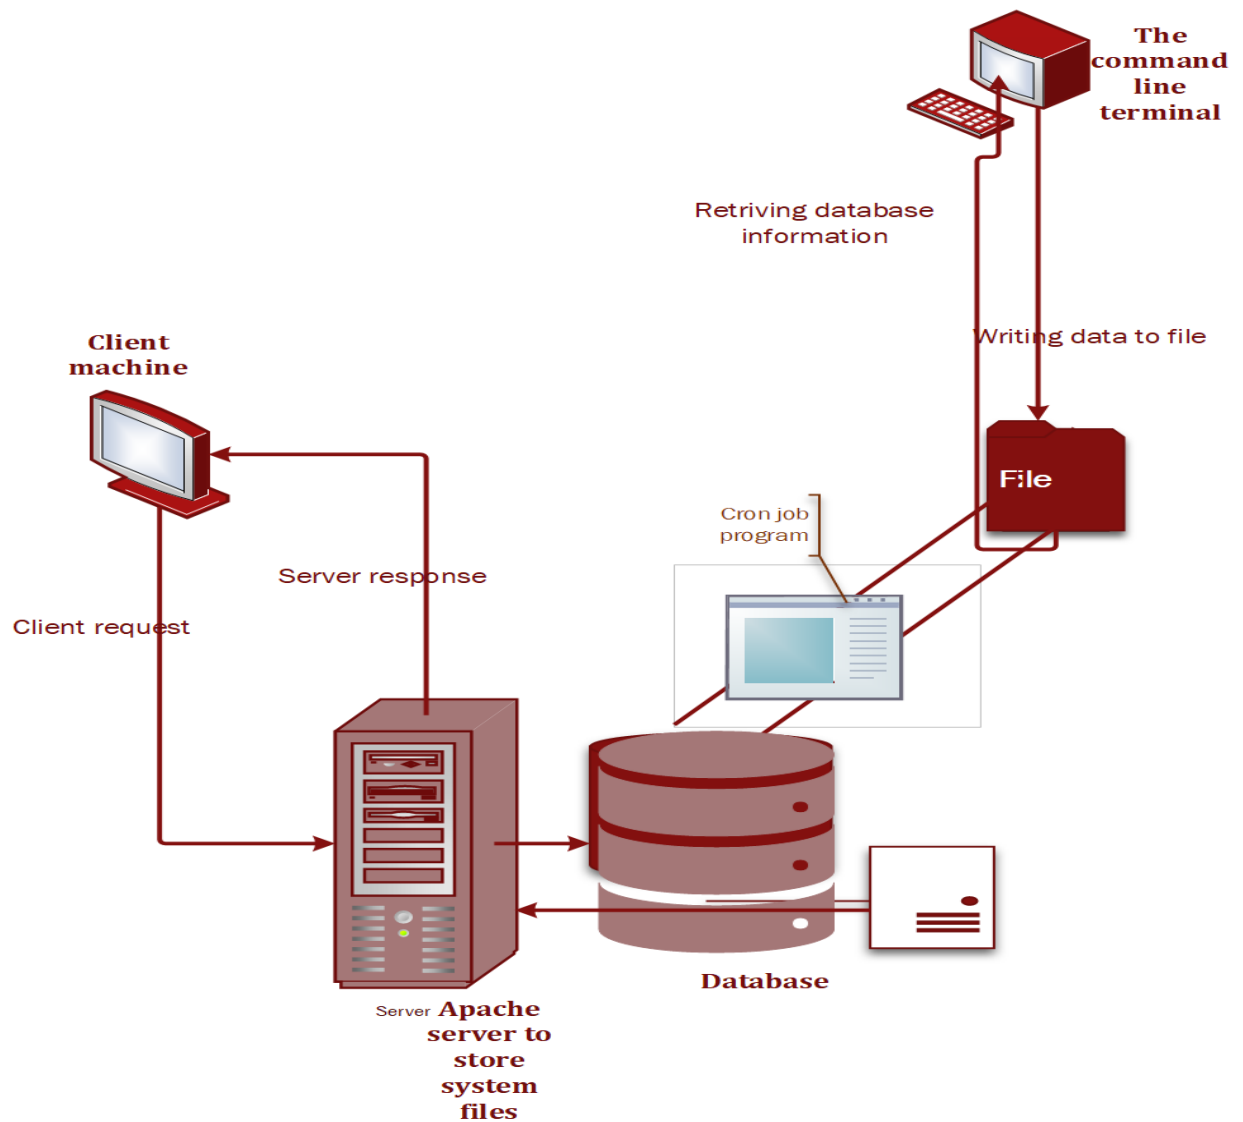 The
command
line
terminal
Retriving database
information
Writing data to file
Client
machine
File
Cron job
program
Server response
Client request
Database
Server Apache
server to
store
system
files